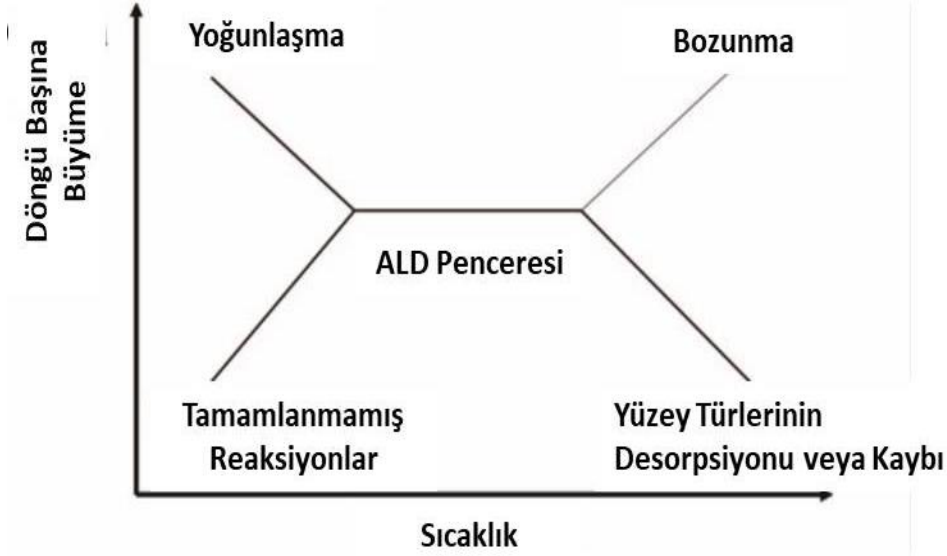 Döngü Başına
Büyüme
Yoğunlaşma
Bozunma
ALD Penceresi
Tamamlanmamış
Reaksiyonlar
Yüzey Türlerinin
Desorpsiyonu veya Kaybı
Sıcaklık